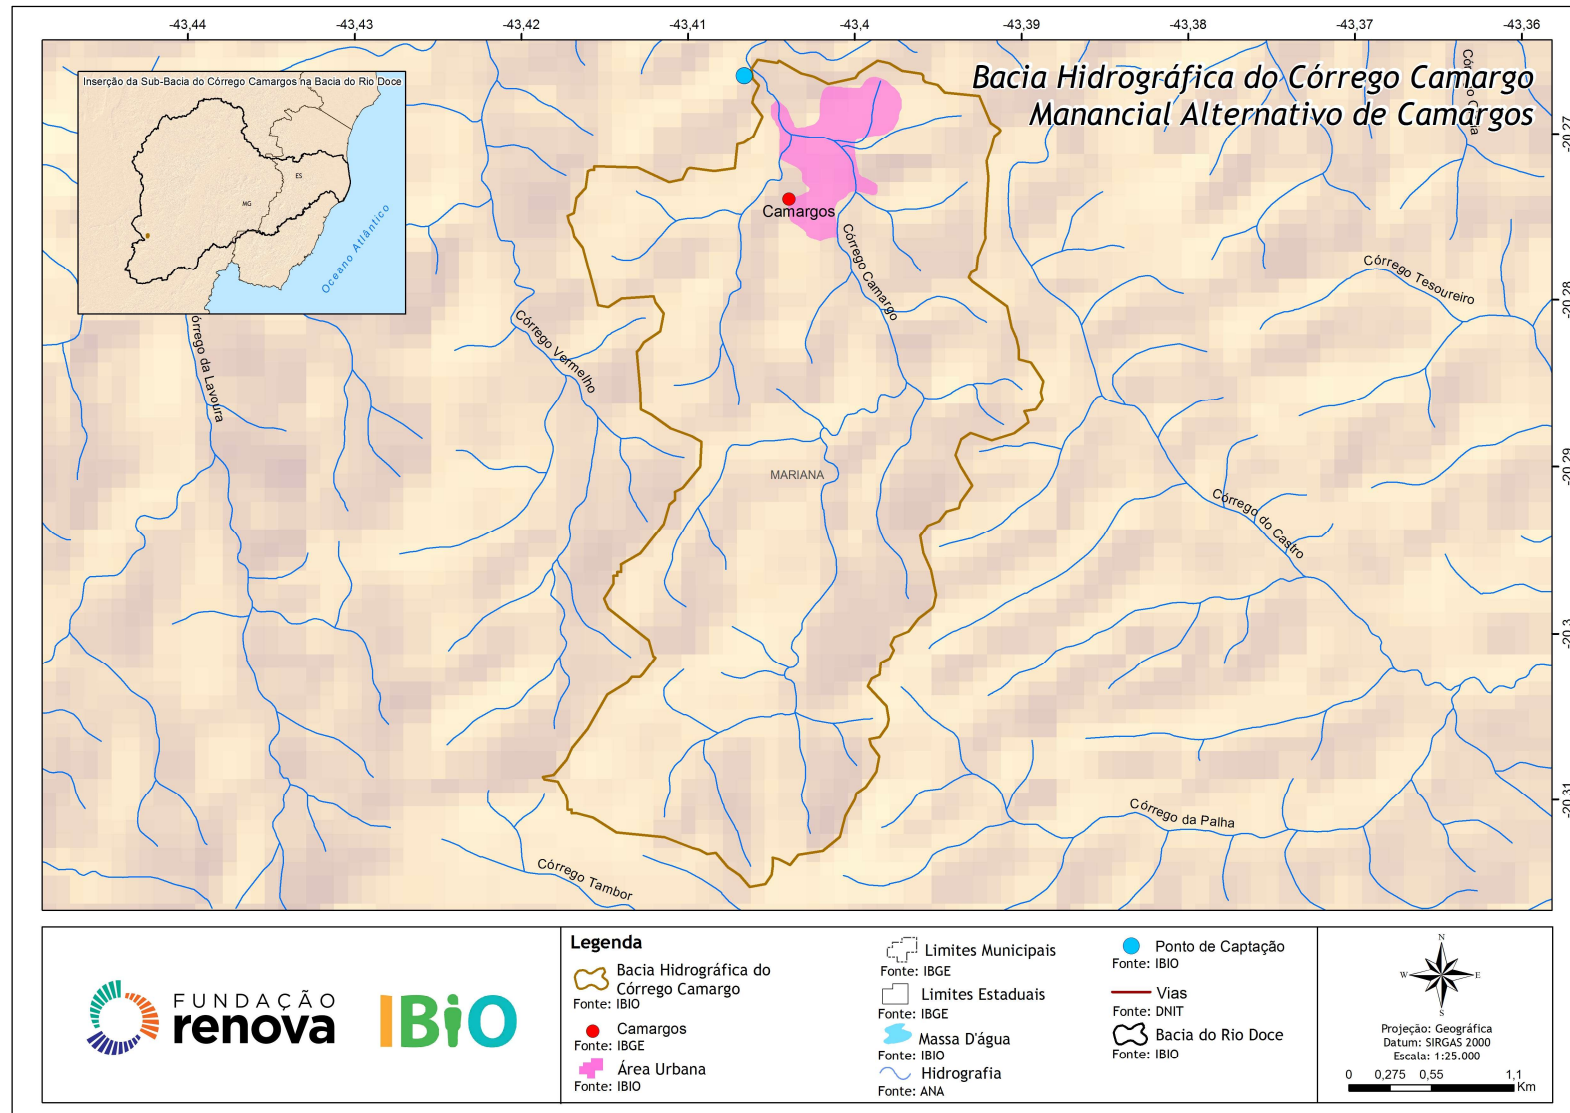 -43,44
-43,43
-43,42
-43,41
-43,4
-43,39
-43,38
-43,37
-43,36
Inserção da Sub-Bacia do Córrego Camargos na Bacia do Rio Doce
MG
ES
Oceano Atlântico
Bacia Hidrográfica do Córrego Camargo
Manancial Alternativo de Camargos
-20,27
-20,28
-20,29
-20,3
-20,31
Camargos
Córrego Camargo
Córrego Tesoureiro
órrego da Lavoura
Córrego Vermelho
MARIANA
Córrego do Castro
Córrego da Palha
Córrego Tambor
FUNDAÇÃO
renova
IBiO
Legenda
Bacia Hidrográfica do
Córrego Camargo
Fonte: IBIO
Camargos
Fonte: IBGE
Área Urbana
Fonte: IBIO
Limites Municipais
Fonte: IBGE
Limites Estaduais
Fonte: IBGE
Massa D'água
Fonte: IBIO
Hidrografia
Fonte: ANA
Ponto de Captação
Fonte: IBIO
Vias
Fonte: DNIT
Bacia do Rio Doce
Fonte: IBIO
N
W
E
S
Projeção: Geográfica
Datum: SIRGAS 2000
Escala: 1:25.000
0 0,275 0,55 1,1
Km